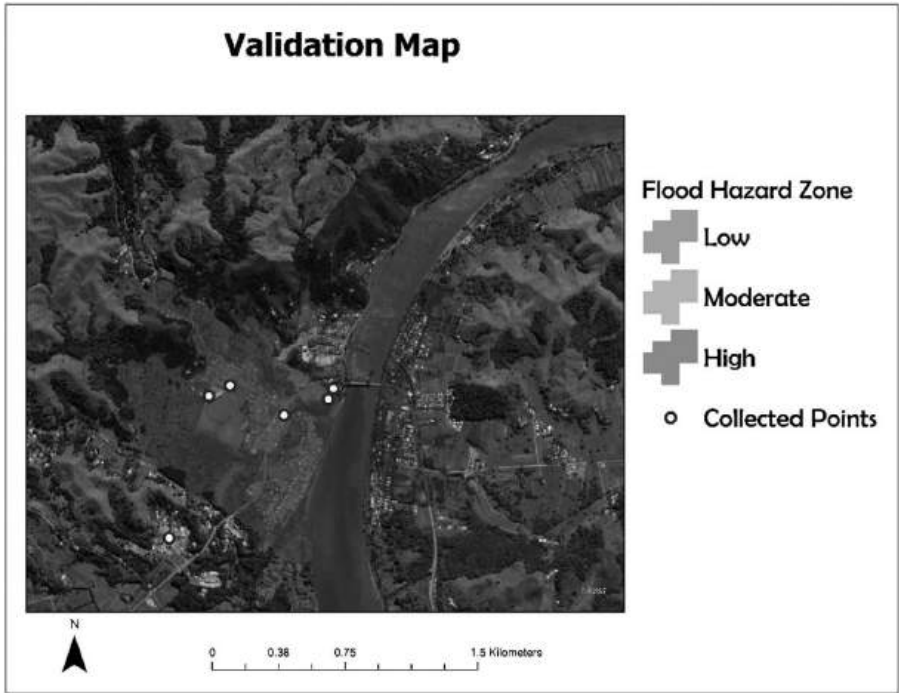 Validation Map
Flood Hazard Zone
Low
Moderate
High
Collected Points
N
0 0.38 0.75 1.5 Kilometers